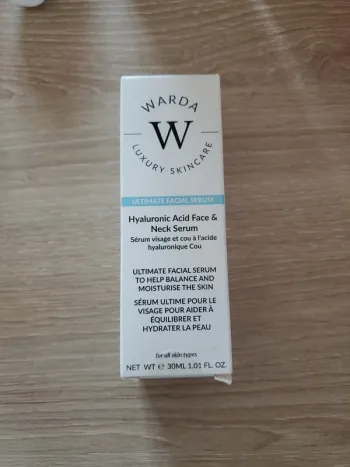 WARDA
W
LUXURY SKINCARE
ULTIMATE FACIAL SERUM
Hyaluronic Acid Face &
Neck Serum
Sérum visage et cou à l'acide
hyaluronique Cou
ULTIMATE FACIAL SERUM
TO HELP BALANCE AND
MOISTURISE THE SKIN
SÉRUM ULTIME POUR LE
VISAGE POUR AIDER À
ÉQUILIBRER ET
HYDRATER LA PEAU
for all skin types
NET WT ℮ 30ML 1.01 FL. OZ.